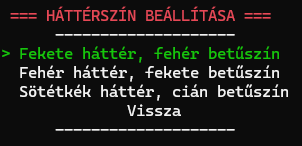 === HÁTTÉRSZÍN BEÁLLÍTÁSA ===
--------------------
> Fekete háttér, fehér betűszín
Fehér háttér, fekete betűszín
Sötétkék háttér, cián betűszín
Vissza
--------------------